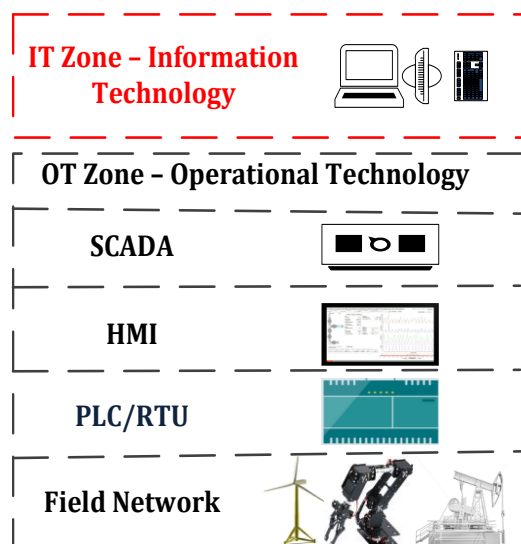 IT Zone – Information
Technology
OT Zone – Operational Technology
SCADA
HMI
PLC/RTU
Field Network